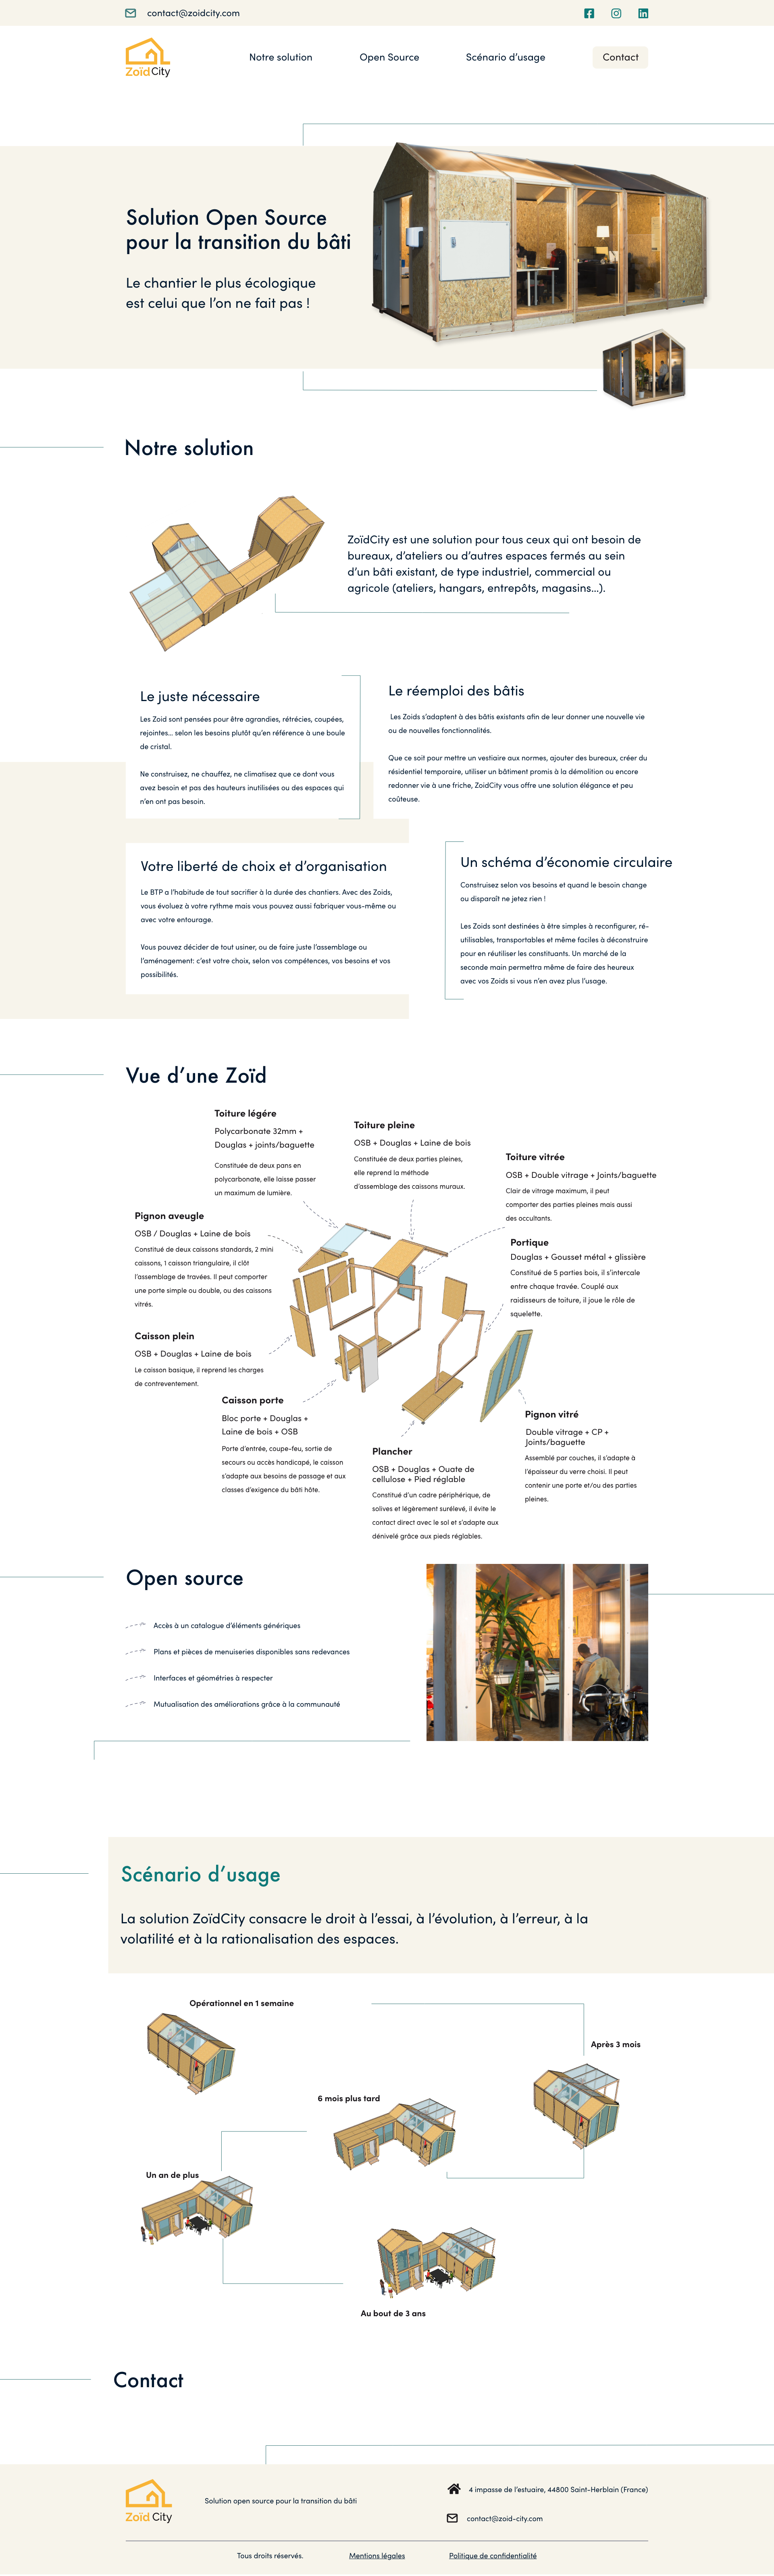 contact@zoidcity.com
Zoïd City
Notre solution
Open Source
Scénario d’usage
Contact
Solution Open Source
pour la transition du bâti
Le chantier le plus écologique
est celui que l’on ne fait pas !
Notre solution
ZoïdCity est une solution pour tous ceux qui ont besoin de
bureaux, d’ateliers ou d’autres espaces fermés au sein
d’un bâti existant, de type industriel, commercial ou
agricole (ateliers, hangars, entrepôts, magasins...).
Le juste nécessaire
Les Zoid sont pensées pour être agrandies, rétrécies, coupées,
rejointes... selon les besoins plutôt qu’en référence à une boule
de cristal.
Ne construisez, ne chauffez, ne climatisez que ce dont vous
avez besoin et pas des hauteurs inutilisées ou des espaces qui
n’en ont pas besoin.
Le réemploi des bâtis
Les Zoids s’adaptent à des bâtis existants afin de leur donner une nouvelle vie
ou de nouvelles fonctionnalités.
Que ce soit pour mettre un vestiaire aux normes, ajouter des bureaux, créer du
résidentiel temporaire, utiliser un bâtiment promis à la démolition ou encore
redonner vie à une friche, ZoidCity vous offre une solution élégante et peu
coûteuse.
Votre liberté de choix et d’organisation
Le BTP a l’habitude de tout sacrifier à la durée des chantiers. Avec des Zoids,
vous évoluez à votre rythme mais vous pouvez aussi fabriquer vous-même ou
avec votre entourage.
Vous pouvez décider de tout usiner, ou de faire juste l’assemblage ou
l’aménagement: c’est votre choix, selon vos compétences, vos besoins et vos
possibilités.
Un schéma d’économie circulaire
Construisez selon vos besoins et quand le besoin change
ou disparaît ne jetez rien !
Les Zoids sont destinées à être simples à reconfigurer, ré-
utilisables, transportables et même faciles à déconstruire
pour en réutiliser les constituants. Un marché de la
seconde main permettra même de faire des heureux
avec vos Zoids si vous n’en avez plus l’usage.
Vue d’une Zoïd
Toiture légére
Polycarbonate 32mm +
Douglas + joints/baguette
Constituée de deux pans en
polycarbonate, elle laisse passer
un maximum de lumière.
Toiture pleine
OSB + Douglas + Laine de bois
Constituée de deux parties pleines,
elle reprend la méthode
d’assemblage des caissons muraux.
Toiture vitrée
OSB + Double vitrage + Joints/baguette
Clair de vitrage maximum, il peut
comporter des parties pleines mais aussi
des occultants.
Pignon aveugle
OSB / Douglas + Laine de bois
Constitué de deux caissons standards, 2 mini
caissons, 1 caisson triangulaire, il clôt
l’assemblage de travées. Il peut comporter
une porte simple ou double, ou des caissons
vitrés.
Portique
Douglas + Gousset métal + glissière
Constitué de 5 parties bois, il s’intercale
entre chaque travée. Couplé aux
raidisseurs de toiture, il joue le rôle de
squelette.
Caisson plein
OSB + Douglas + Laine de bois
Le caisson basique, il reprend les charges
de contreventement.
Caisson porte
Bloc porte + Douglas +
Laine de bois + OSB
Porte d’entrée, coupe-feu, sortie de
secours ou accès handicapé, le caisson
s’adapte aux besoins de passage et aux
classes d’exigence du bâti hôte.
Plancher
OSB + Douglas + Ouate de
cellulose + Pied réglable
Constitué d’un cadre périphérique, de
solives et légèrement surélevé, il évite le
contact direct avec le sol et s’adapte aux
dénivelé grâce aux pieds réglables.
Pignon vitré
Double vitrage + CP +
Joints/baguette
Assemblé par couches, il s’adapte à
l’épaisseur du verre choisi. Il peut
contenir une porte et/ou des parties
pleines.
Open source
Accès à un catalogue d’éléments génériques
Plans et pièces de menuiseries disponibles sans redevances
Interfaces et géométries à respecter
Mutualisation des améliorations grâce à la communauté
Scénario d’usage
La solution ZoïdCity consacre le droit à l’essai, à l’évolution, à l’erreur, à la
volatilité et à la rationalisation des espaces.
Opérationnel en 1 semaine
Après 3 mois
6 mois plus tard
Un an de plus
Au bout de 3 ans
Contact
Zoïd City
Solution open source pour la transition du bâti
4 impasse de l’estuaire, 44800 Saint-Herblain (France)
contact@zoid-city.com
Tous droits réservés.
Mentions légales
Politique de confidentialité